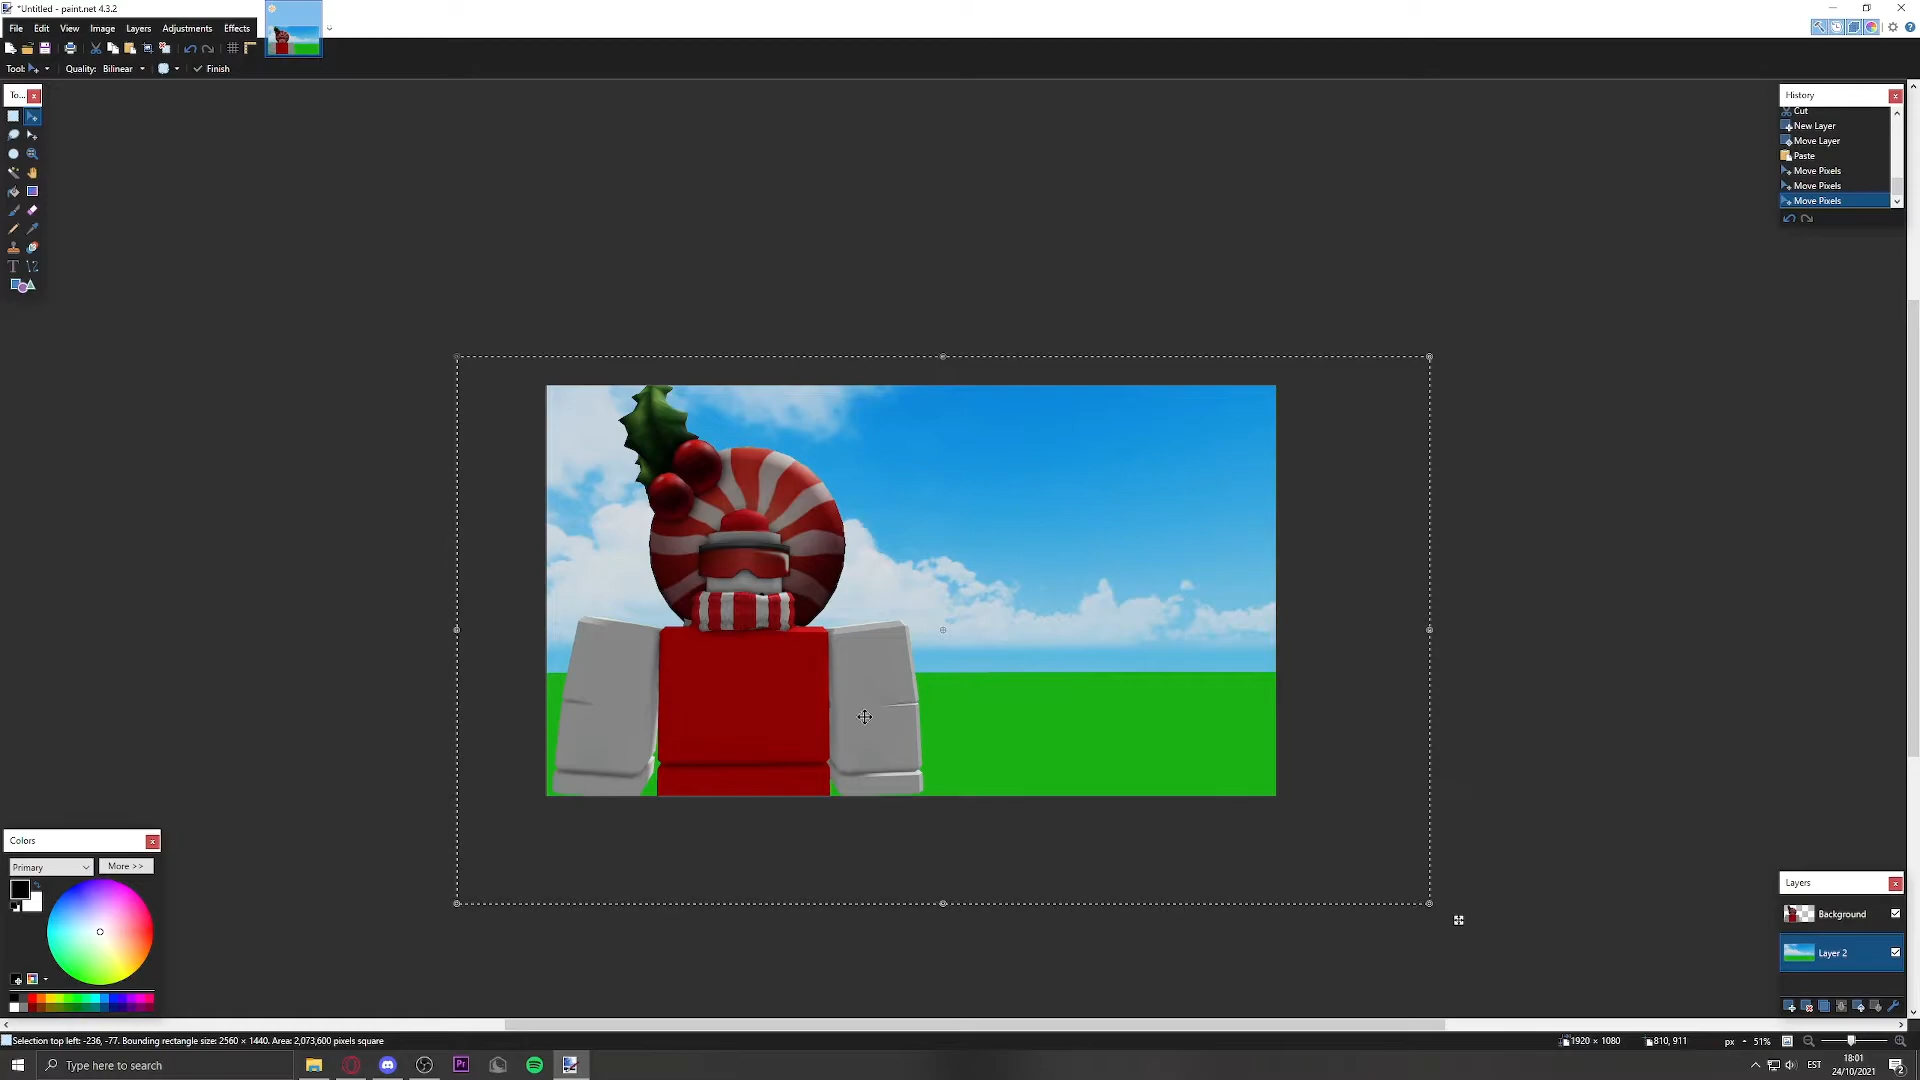 *Untitled - paint.net 4.3.2
File Edit View Image Layers Adjustments Effects
Tool: Quality: Bilinear Finish
To...
History
Cut
New Layer
Move Layer
Paste
Move Pixels
Move Pixels
Move Pixels
Colors
Primary More >>
Layers
Background
Layer 2
Selection top left: -236, -77. Bounding rectangle size: 2560 × 1440. Area: 2,073,600 pixels square
1920 × 1080 810, 911 px 51%
Type here to search
Pr
EST
18:01
24/10/2021
2